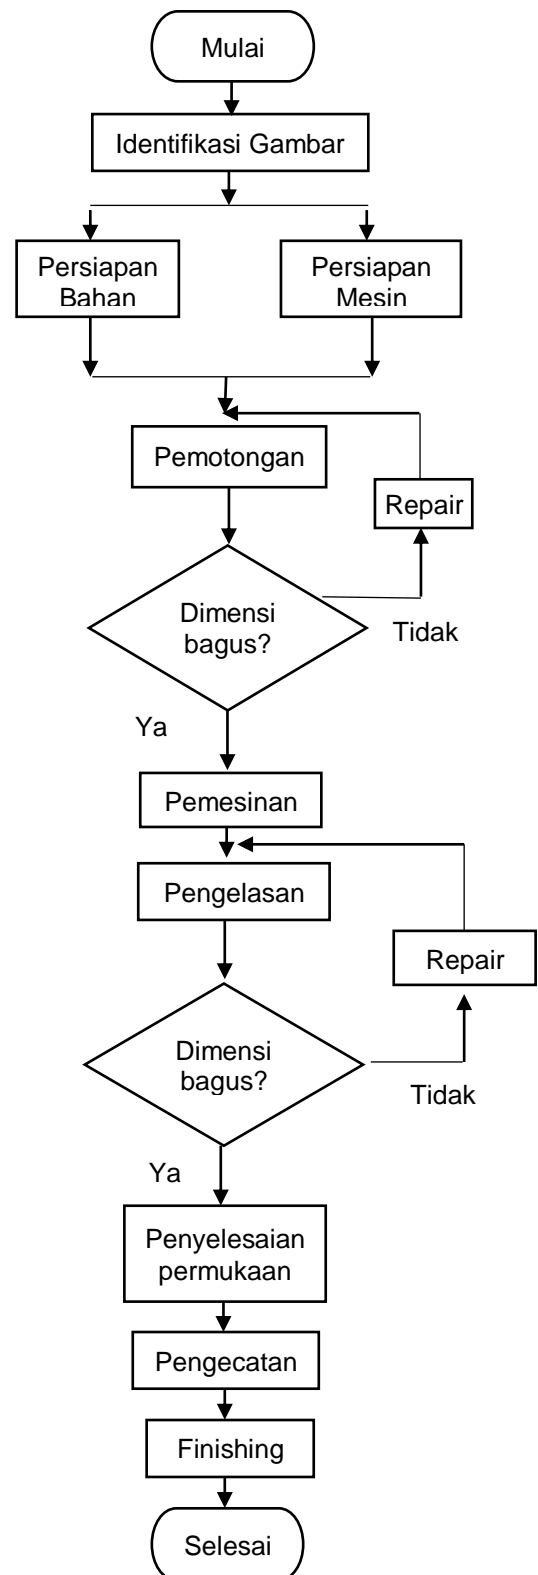 Mulai
Identifikasi Gambar
Persiapan
Bahan
Persiapan
Mesin
Pemotongan
Repair
Dimensi
bagus?
Tidak
Ya
Pemesinan
Pengelasan
Repair
Dimensi
bagus?
Tidak
Ya
Penyelesaian
permukaan
Pengecatan
Finishing
Selesai